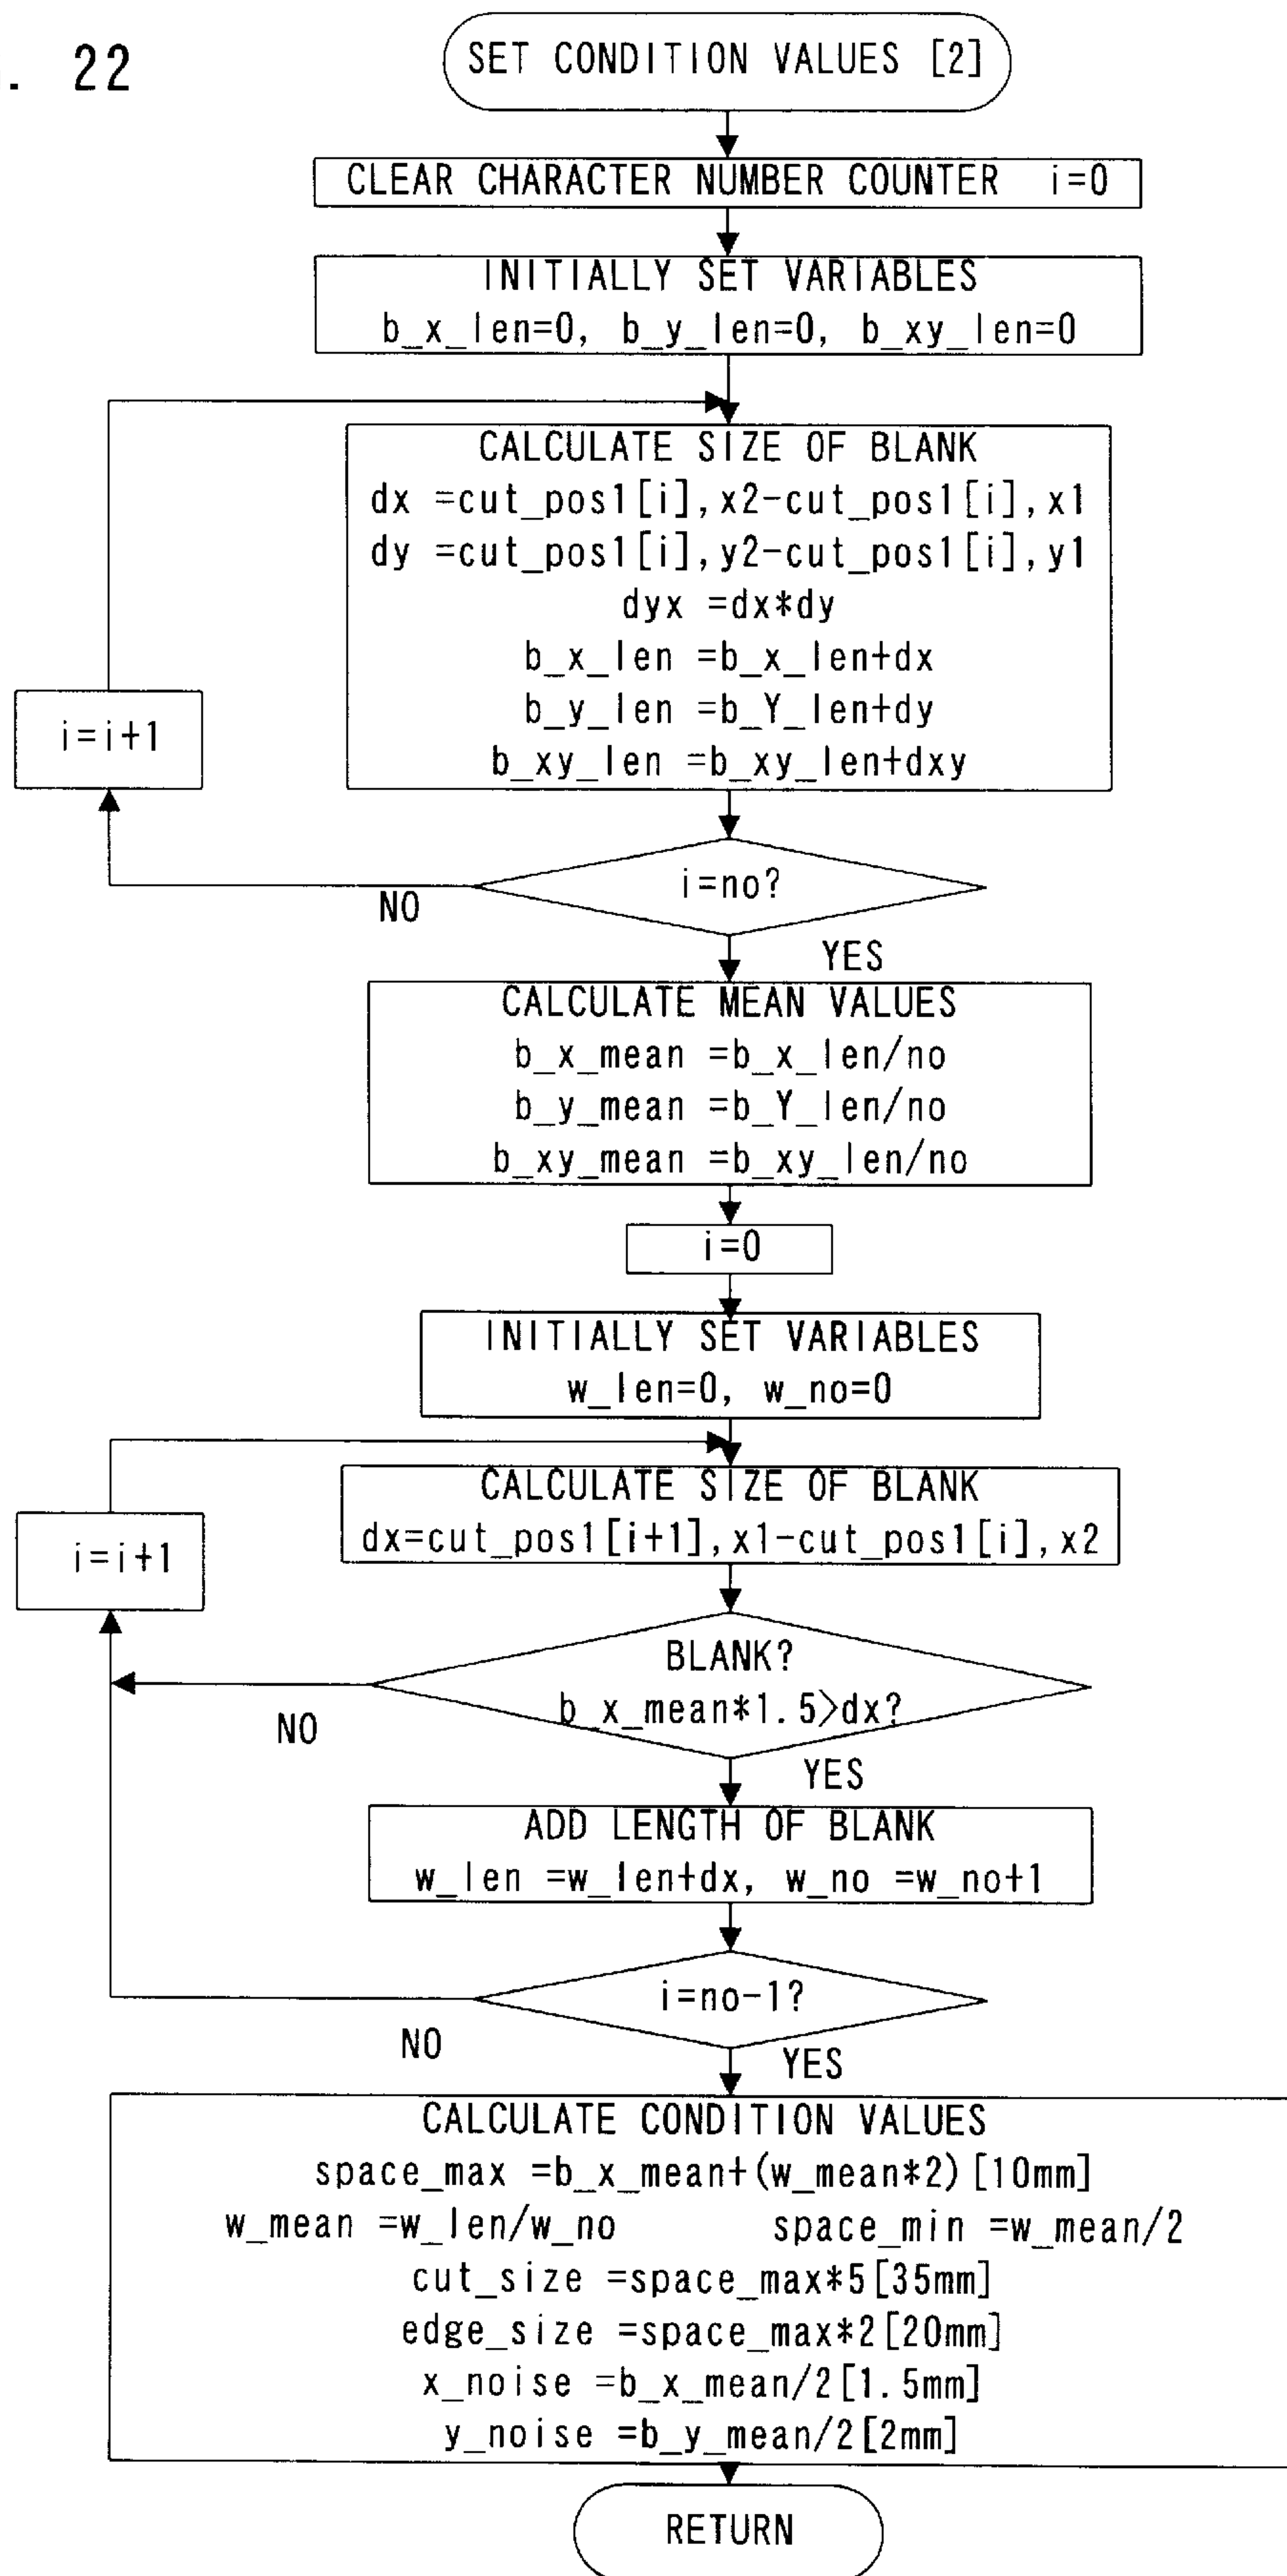 . 22
SET CONDITION VALUES [2]
CLEAR CHARACTER NUMBER COUNTER i=0
INITIALLY SET VARIABLES
b_x_len=0, b_y_len=0, b_xy_len=0
CALCULATE SIZE OF BLANK
dx =cut_pos1[i],x2-cut_pos1[i],x1
dy =cut_pos1[i],y2-cut_pos1[i],y1
dyx =dx*dy
b_x_len =b_x_len+dx
b_y_len =b_Y_len+dy
b_xy_len =b_xy_len+dxy
i=i+1
i=no?
NO
YES
CALCULATE MEAN VALUES
b_x_mean =b_x_len/no
b_y_mean =b_Y_len/no
b_xy_mean =b_xy_len/no
i=0
INITIALLY SET VARIABLES
w_len=0, w_no=0
CALCULATE SIZE OF BLANK
dx=cut_pos1[i+1],x1-cut_pos1[i],x2
i=i+1
BLANK?
b_x_mean*1.5>dx?
NO
YES
ADD LENGTH OF BLANK
w_len =w_len+dx, w_no =w_no+1
i=no-1?
NO
YES
CALCULATE CONDITION VALUES
space_max =b_x_mean+(w_mean*2)[10mm]
w_mean =w_len/w_no space_min =w_mean/2
cut_size =space_max*5[35mm]
edge_size =space_max*2[20mm]
x_noise =b_x_mean/2[1.5mm]
y_noise =b_y_mean/2[2mm]
RETURN